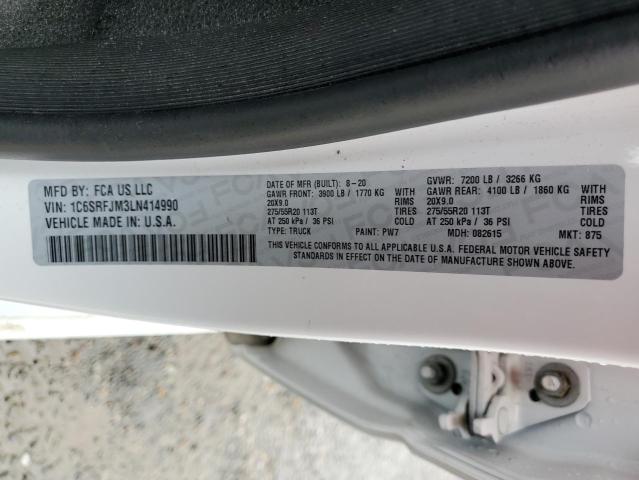 MFD BY: FCA US LLC
VIN: 1C6SRFJM3LN414990
VEHICLE MADE IN U.S.A.
DATE OF MFR (BUILT): 8-20 GVWR: 7200 LB / 3266 KG
GAWR FRONT: 3900 LB / 1770 KG WITH GAWR REAR: 4100 LB / 1860 KG WITH
20X9.0 RIMS 20X9.0 RIMS
275/55R20 113T TIRES 275/55R20 113T TIRES
AT 250 kPa / 36 PSI COLD AT 250 kPa / 36 PSI COLD
TYPE: TRUCK PAINT: PW7 MDH: 082615 MKT: 875
THIS VEHICLE CONFORMS TO ALL APPLICABLE U.S.A. FEDERAL MOTOR VEHICLE SAFETY
STANDARDS IN EFFECT ON THE DATE OF MANUFACTURE SHOWN ABOVE.